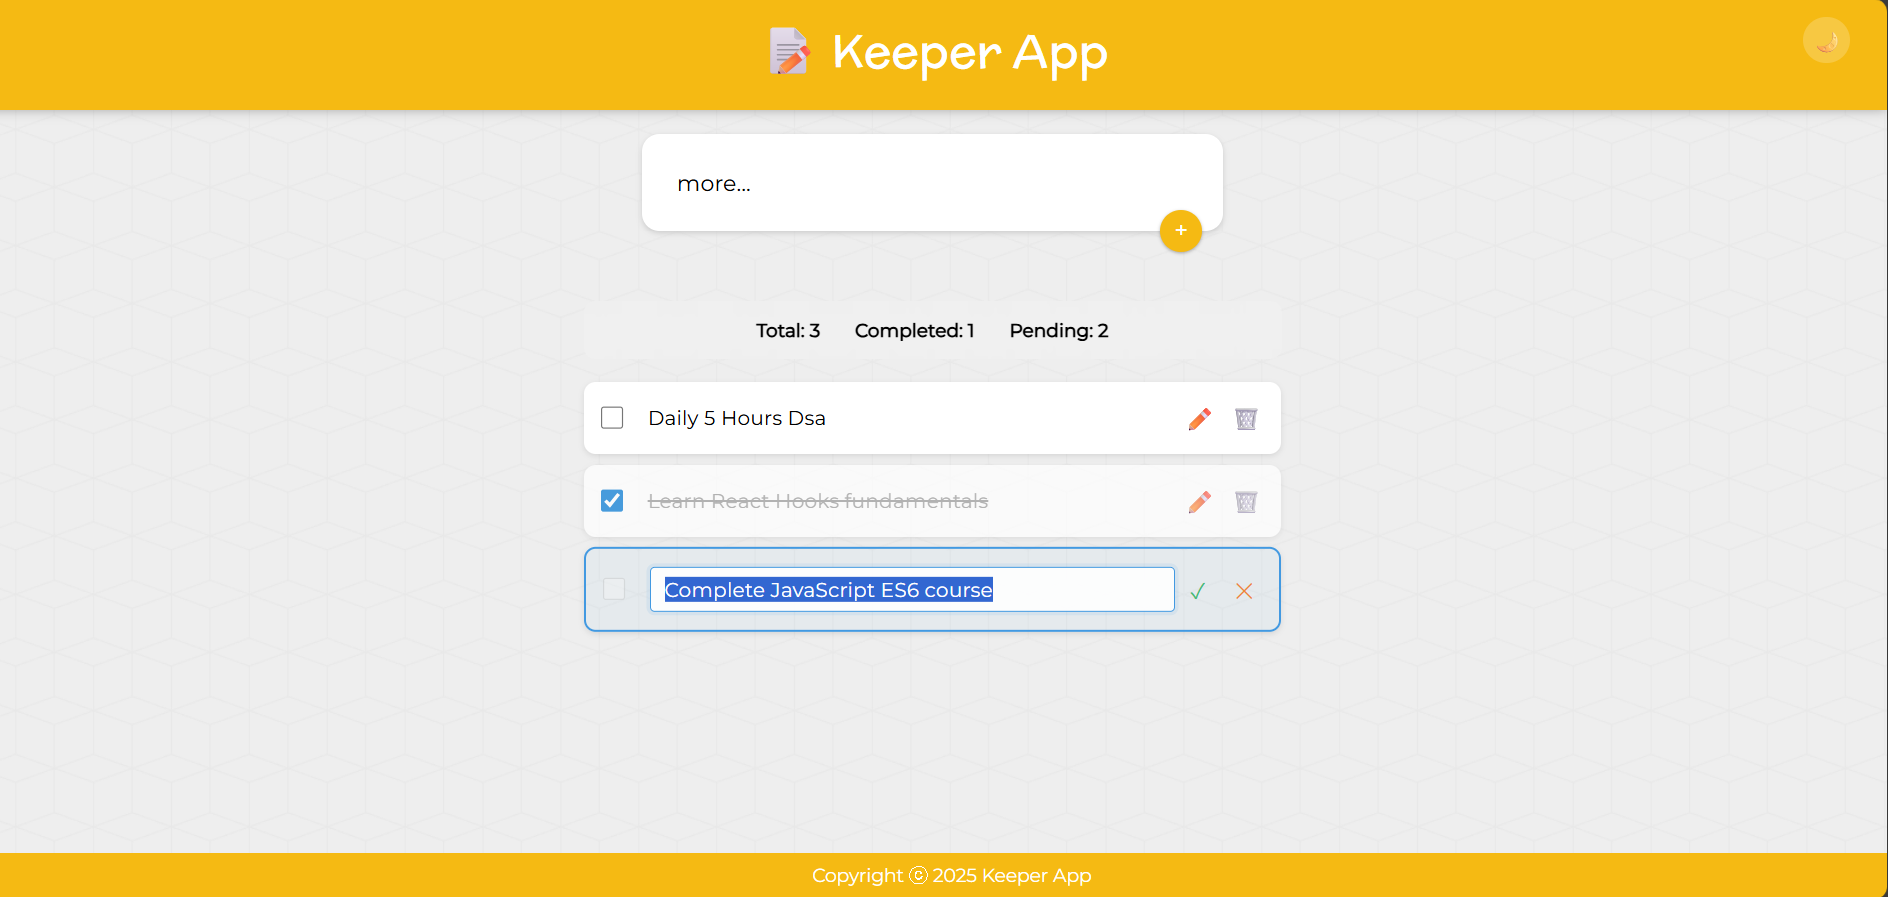 Keeper App
more...
+
Total: 3 Completed: 1 Pending: 2
Daily 5 Hours Dsa
Learn React Hooks fundamentals
Complete JavaScript ES6 course
Copyright ⓒ 2025 Keeper App